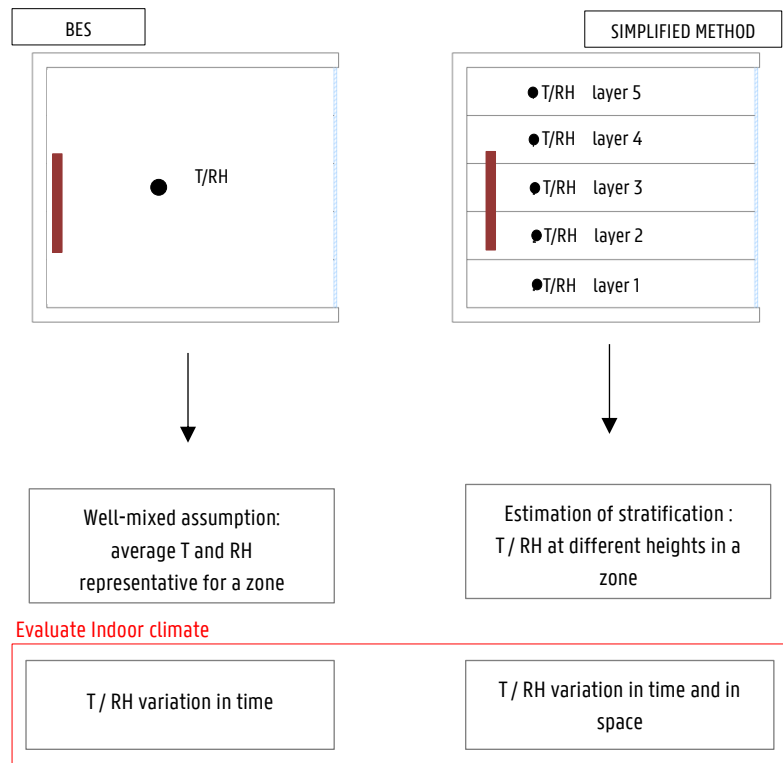 BES
SIMPLIFIED METHOD
T/RH
T/RH layer 5
T/RH layer 4
T/RH layer 3
T/RH layer 2
T/RH layer 1
Well-mixed assumption:
average T and RH
representative for a zone
Estimation of stratification :
T / RH at different heights in a
zone
Evaluate Indoor climate
T / RH variation in time
T / RH variation in time and in
space